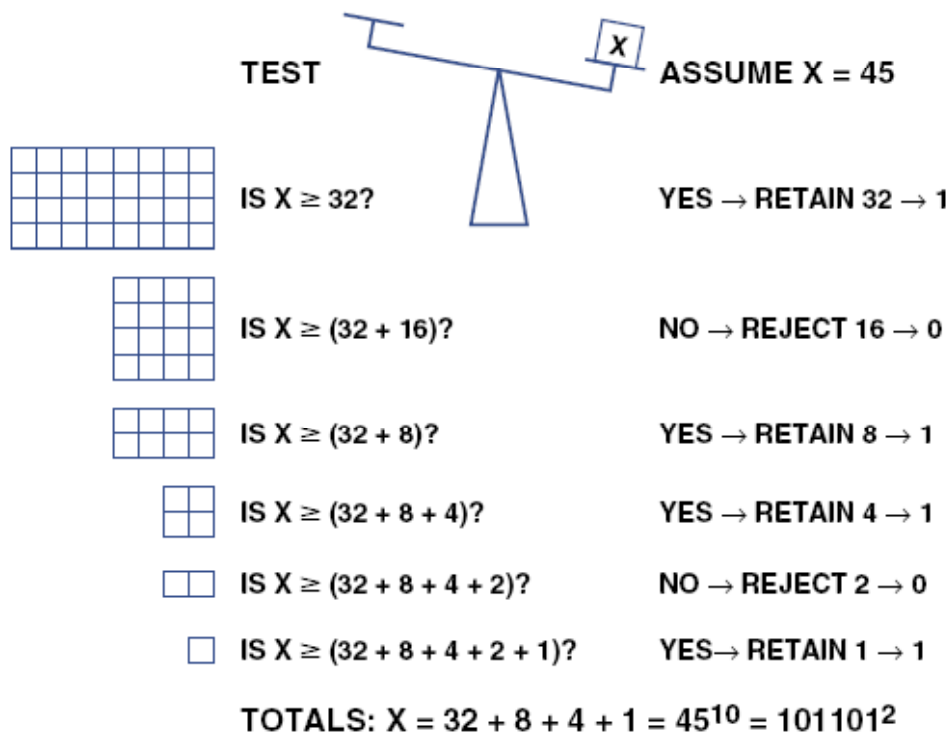 X
TEST
ASSUME X = 45
IS X ≥ 32?
YES → RETAIN 32 → 1
IS X ≥ (32 + 16)?
NO → REJECT 16 → 0
IS X ≥ (32 + 8)?
YES → RETAIN 8 → 1
IS X ≥ (32 + 8 + 4)?
YES → RETAIN 4 → 1
IS X ≥ (32 + 8 + 4 + 2)?
NO → REJECT 2 → 0
IS X ≥ (32 + 8 + 4 + 2 + 1)?
YES→ RETAIN 1 → 1
TOTALS: X = 32 + 8 + 4 + 1 = 45¹⁰ = 101101²